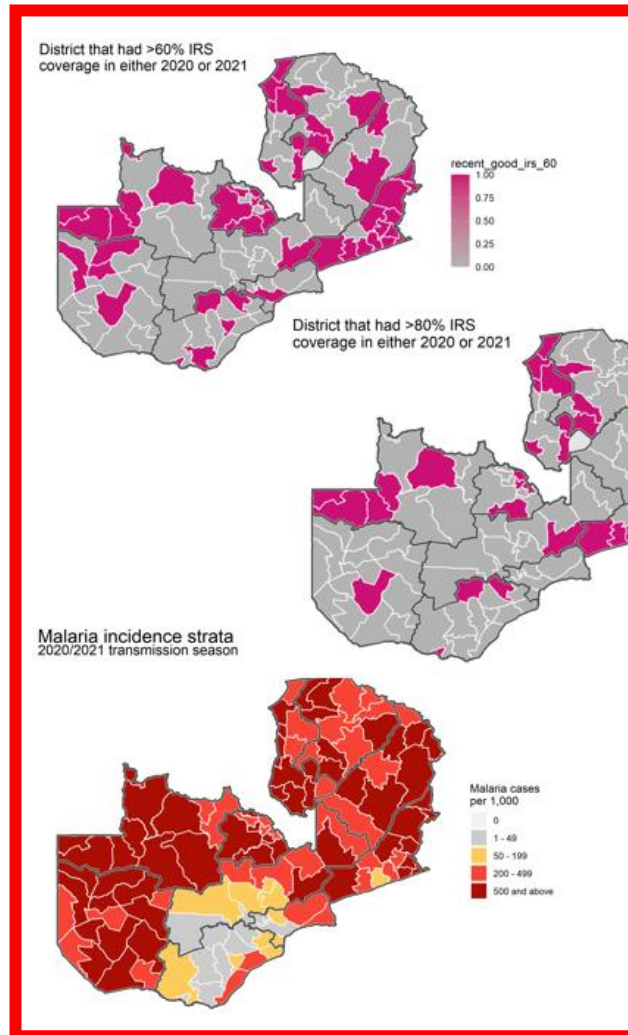 District that had >60% IRS
coverage in either 2020 or 2021
recent_good_irs_60
1.00
0.75
0.50
0.25
0.00
District that had >80% IRS
coverage in either 2020 or 2021
Malaria incidence strata
2020/2021 transmission season
Malaria cases
per 1,000
0
1 - 49
50 - 199
200 - 499
500 and above